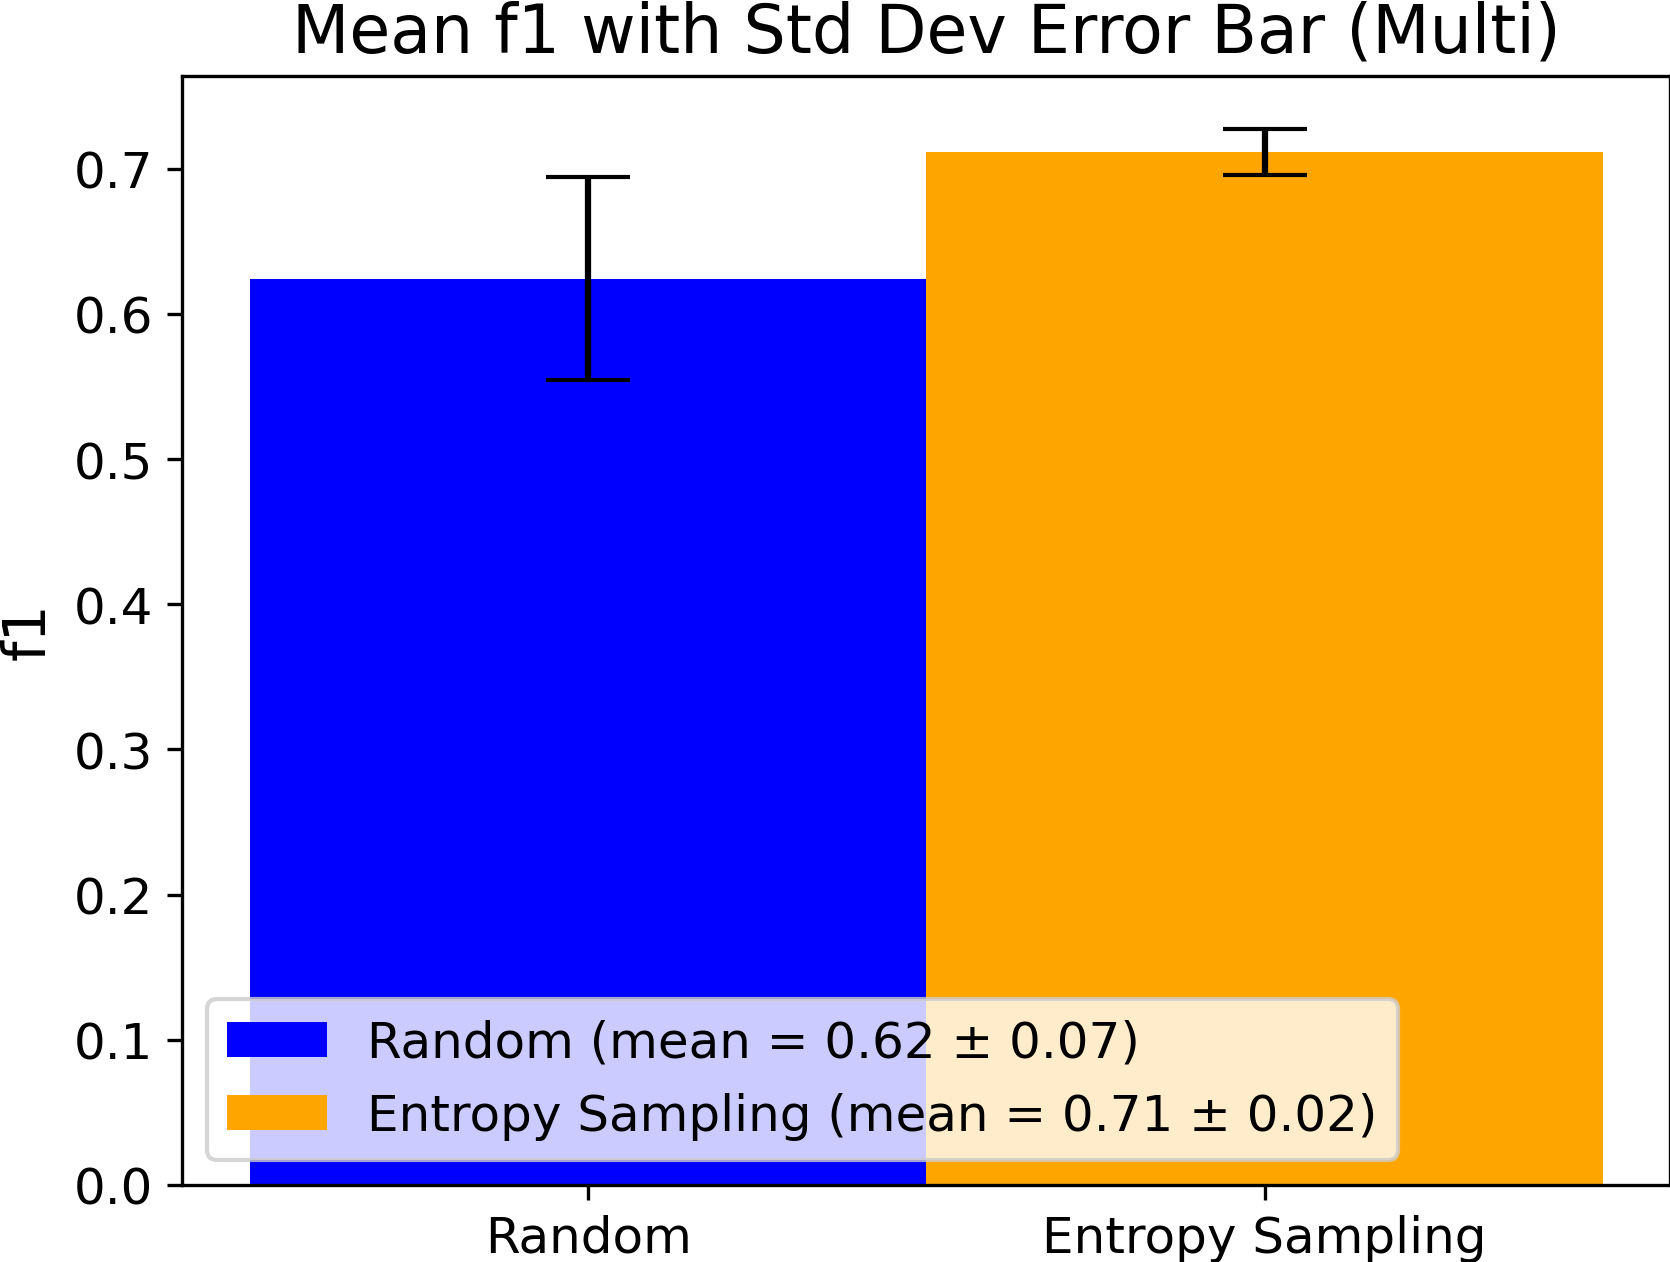 Mean f1 with Std Dev Error Bar (Multi)
f1
0.7
0.6
0.5
0.4
0.3
0.2
0.1
0.0
Random (mean = 0.62 ± 0.07)
Entropy Sampling (mean = 0.71 ± 0.02)
Random
Entropy Sampling